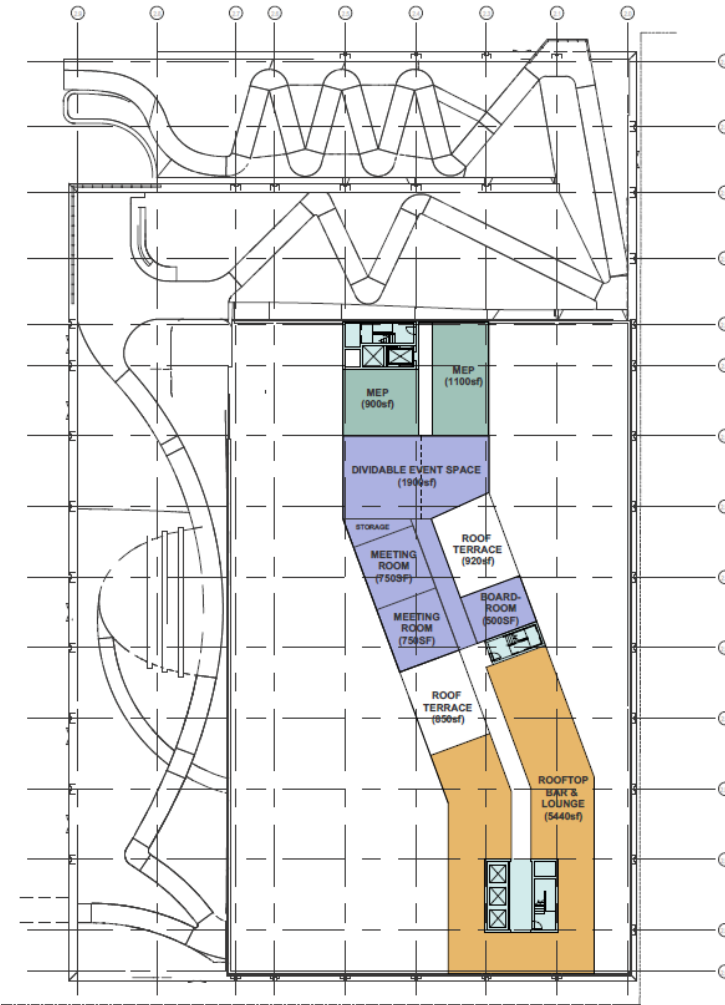 MEP
(1100sf)
MEP
(900sf)
DIVIDABLE EVENT SPACE
(1900sf)
STORAGE
ROOF
TERRACE
(920sf)
MEETING
ROOM
(750SF)
BOARD-
ROOM
(500SF)
MEETING
ROOM
(750SF)
ROOF
TERRACE
(850sf)
ROOFTOP
BAR &
LOUNGE
(5440sf)